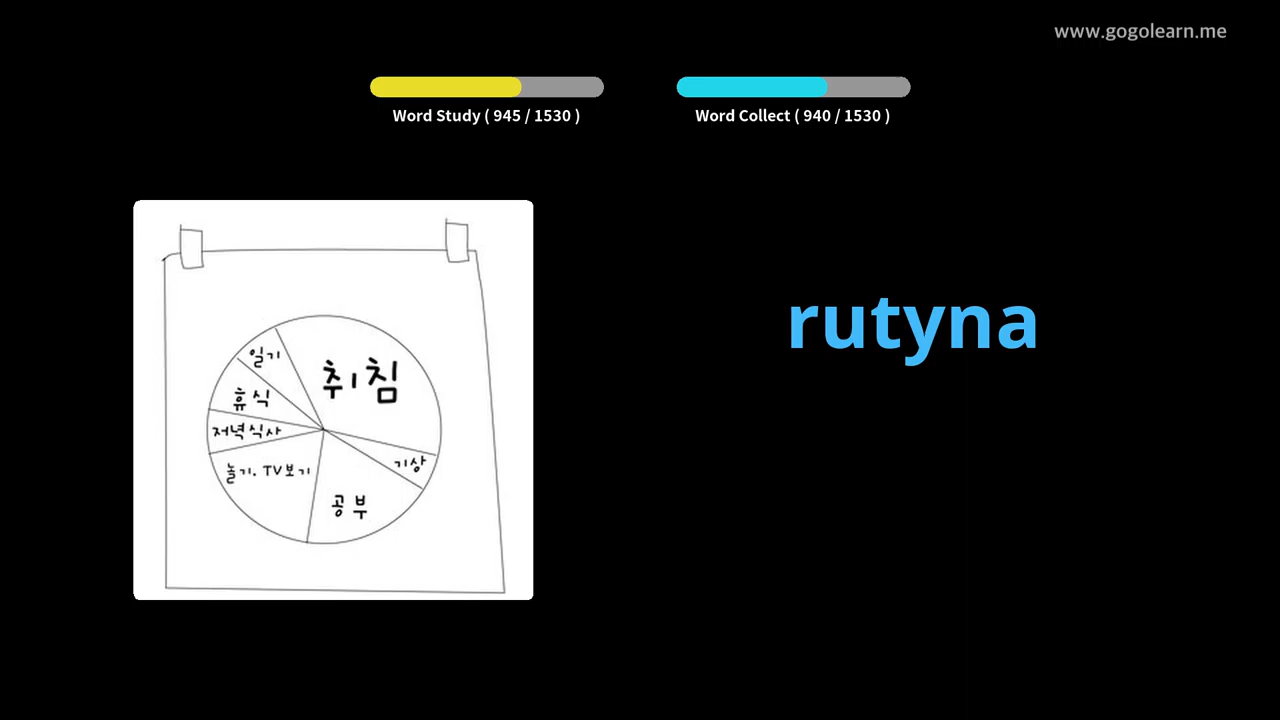 www.gogolearn.me
Word Study ( 945 / 1530 )
Word Collect ( 940 / 1530 )
일기
취침
휴식
저녁식사
놀기. TV보기
기상
공부
rutyna